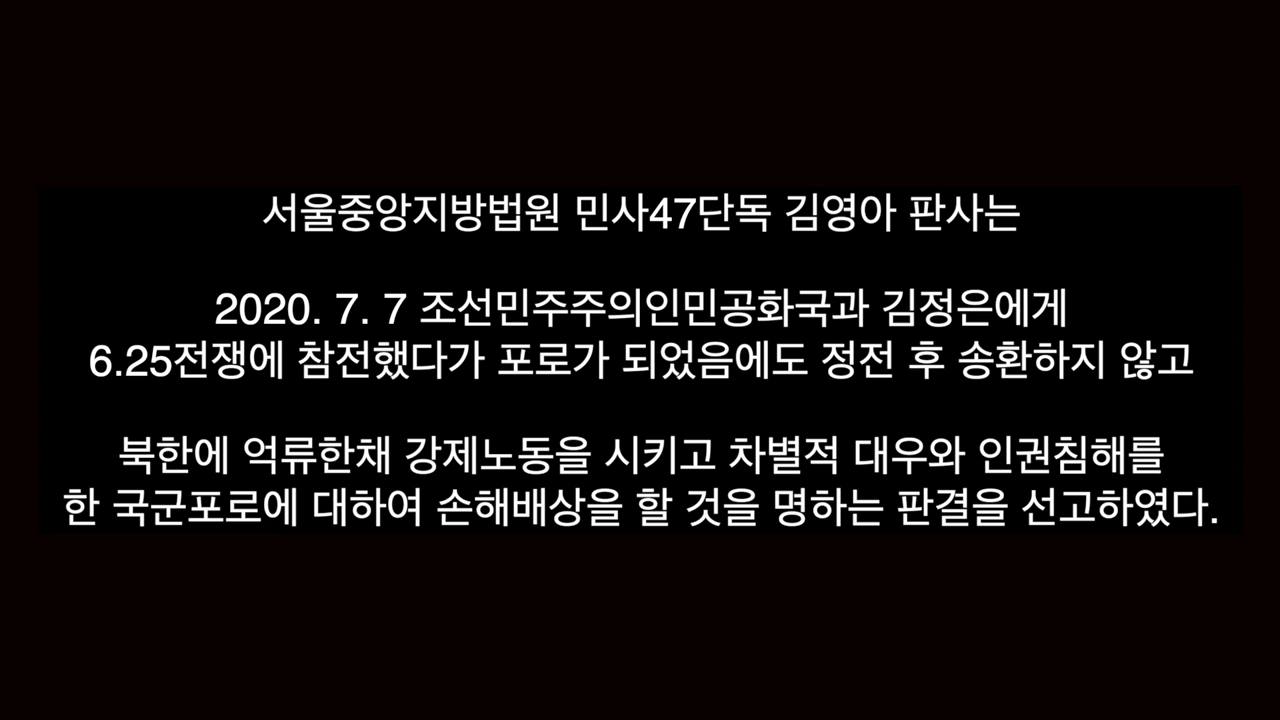 서울중앙지방법원 민사47단독 김영아 판사는
2020. 7. 7 조선민주주의인민공화국과 김정은에게
6.25전쟁에 참전했다가 포로가 되었음에도 정전 후 송환하지 않고
북한에 억류한채 강제노동을 시키고 차별적 대우와 인권침해를
한 국군포로에 대하여 손해배상을 할 것을 명하는 판결을 선고하였다.